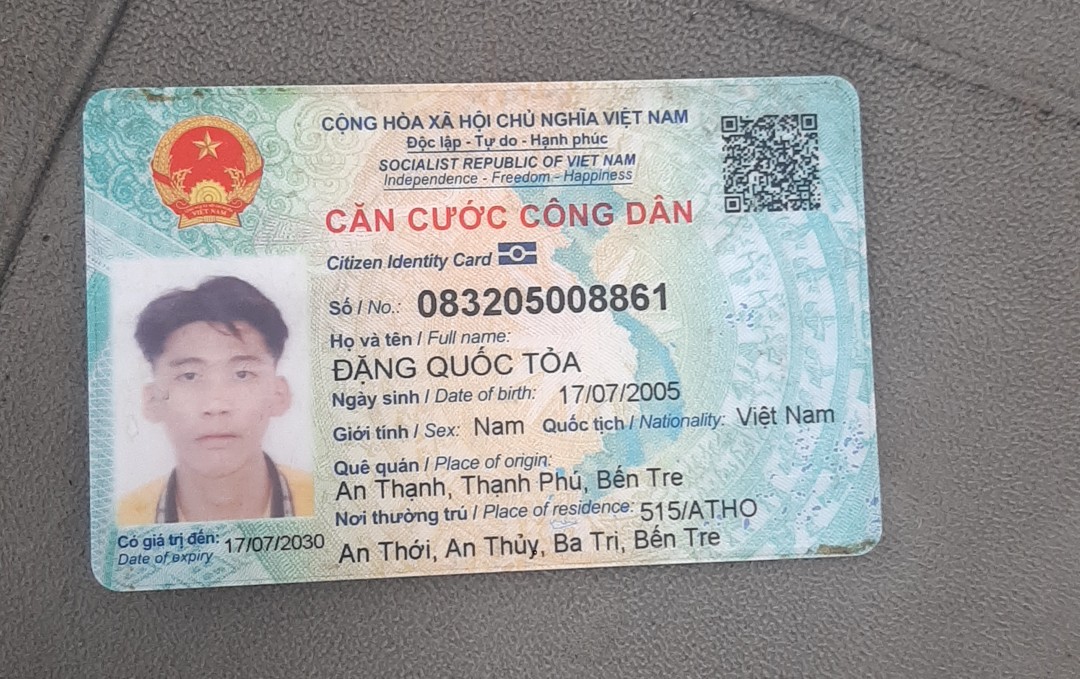 CỘNG HÒA XÃ HỘI CHỦ NGHĨA VIỆT NAM
Độc lập - Tự do - Hạnh phúc
SOCIALIST REPUBLIC OF VIET NAM
Independence - Freedom - Happiness
VIỆT NAM
CĂN CƯỚC CÔNG DÂN
Citizen Identity Card
Số / No.: 083205008861
Họ và tên / Full name:
ĐẶNG QUỐC TỎA
Ngày sinh / Date of birth: 17/07/2005
Giới tính / Sex: Nam Quốc tịch / Nationality: Việt Nam
Quê quán / Place of origin:
An Thạnh, Thạnh Phú, Bến Tre
Nơi thường trú / Place of residence: 515/ATHO
An Thới, An Thủy, Ba Tri, Bến Tre
Có giá trị đến: 17/07/2030
Date of expiry